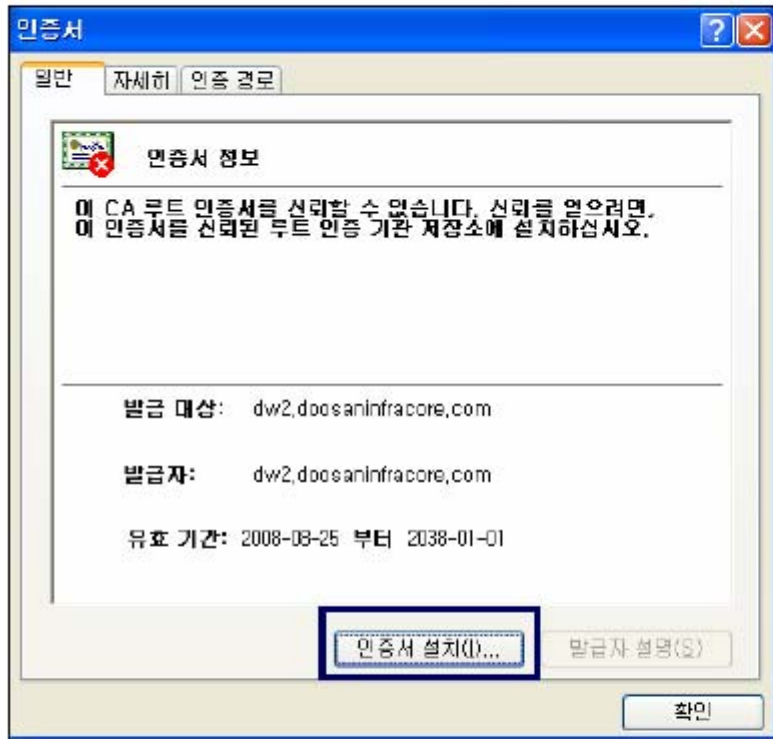 인증서
일반 자세히 인증 경로
인증서 정보
이 CA 루트 인증서를 신뢰할 수 없습니다. 신뢰를 얻으려면,
이 인증서를 신뢰된 루트 인증 기관 저장소에 설치하십시오.
발급 대상: dw2.doosaninfracore.com
발급자: dw2.doosaninfracore.com
유효 기간: 2008-08-25 부터 2038-01-01
인증서 설치(I)... 발급자 설명(S)
확인